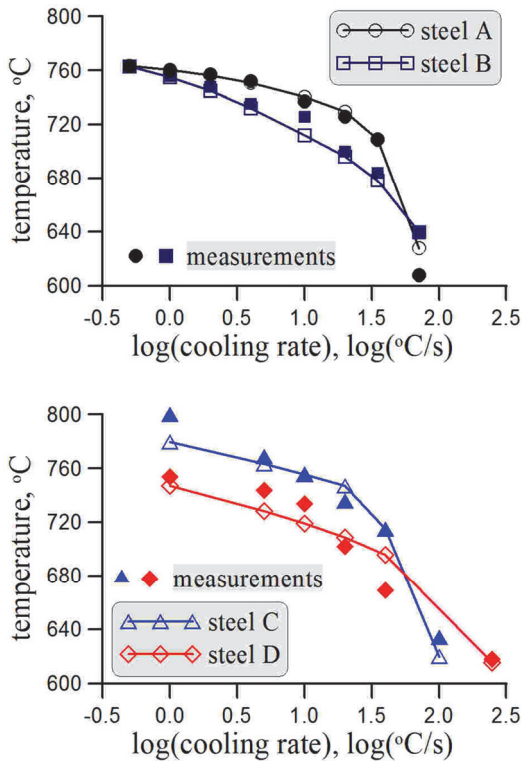 800
760
720
680
640
600
temperature, °C
steel A
steel B
measurements
-0.5 0.0 0.5 1.0 1.5 2.0 2.5
log(cooling rate), log(°C/s)
800
760
720
680
640
600
temperature, °C
measurements
steel C
steel D
-0.5 0.0 0.5 1.0 1.5 2.0 2.5
log(cooling rate), log(°C/s)